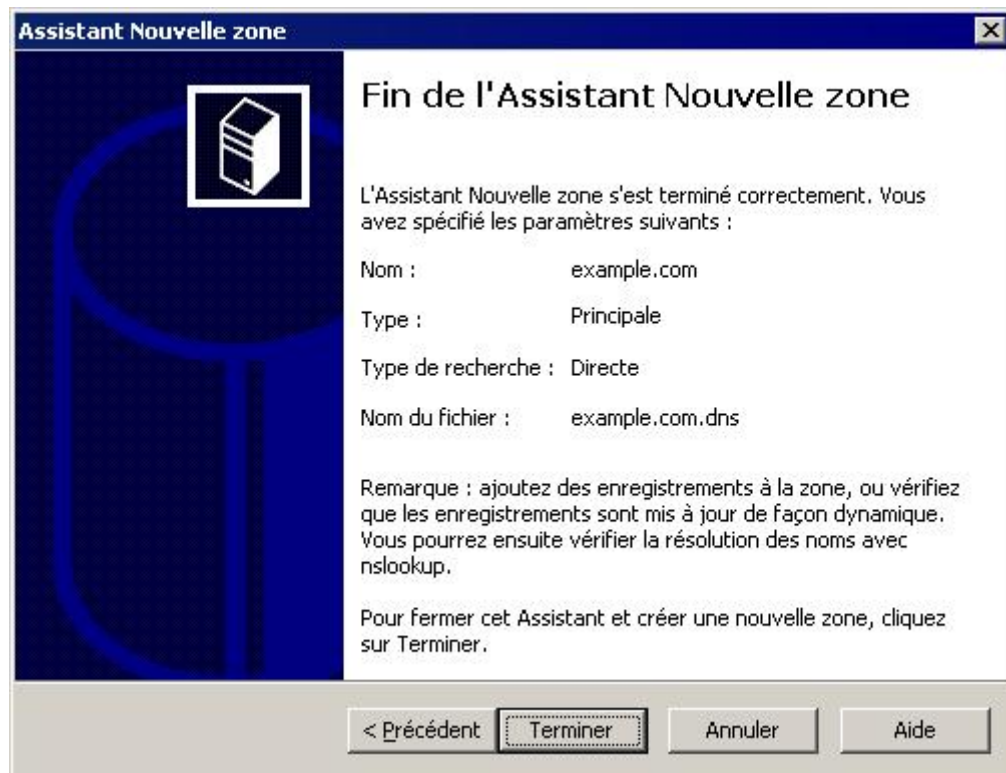 Assistant Nouvelle zone
Fin de l'Assistant Nouvelle zone
L'Assistant Nouvelle zone s'est terminé correctement. Vous
avez spécifié les paramètres suivants :
Nom : example.com
Type : Principale
Type de recherche : Directe
Nom du fichier : example.com.dns
Remarque : ajoutez des enregistrements à la zone, ou vérifiez
que les enregistrements sont mis à jour de façon dynamique.
Vous pourrez ensuite vérifier la résolution des noms avec
nslookup.
Pour fermer cet Assistant et créer une nouvelle zone, cliquez
sur Terminer.
< Précédent Terminer Annuler Aide